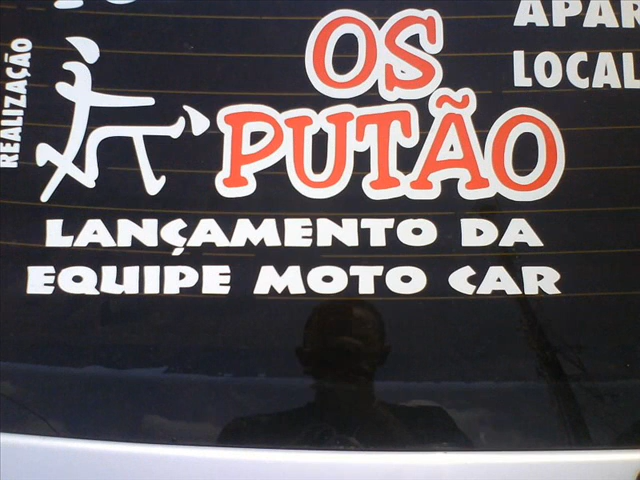 REALIZAÇÃO
OS
PUTÃO
LANÇAMENTO DA
EQUIPE MOTO CAR
APAR
LOCAL